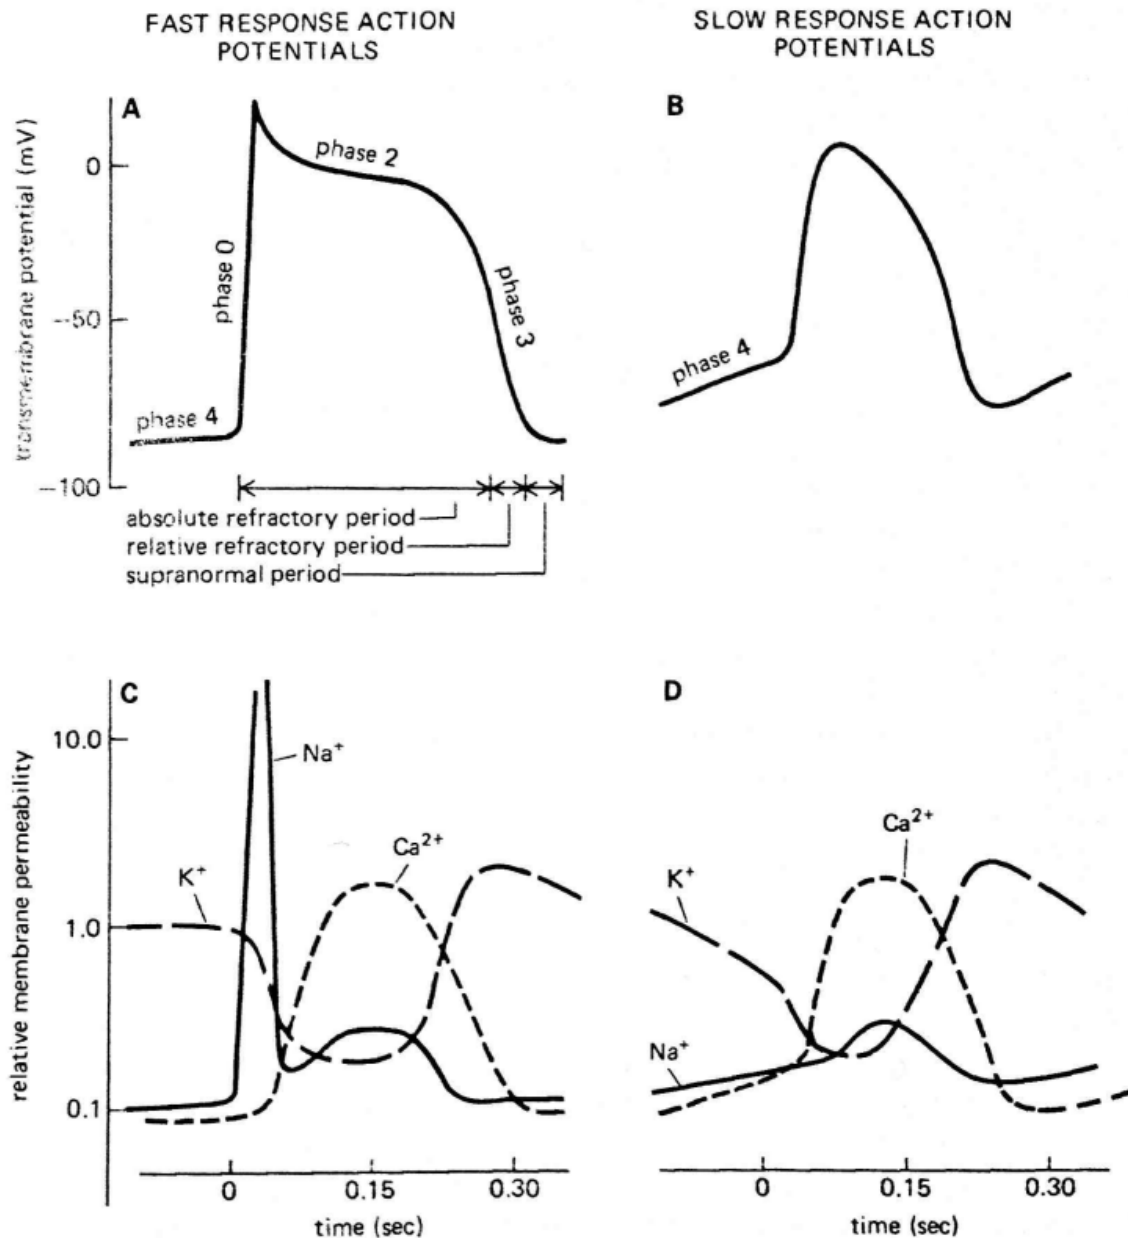 FAST RESPONSE ACTION
POTENTIALS
SLOW RESPONSE ACTION
POTENTIALS
A
transmembrane potential (mV)
0
−50
−100
phase 0
phase 2
phase 3
phase 4
absolute refractory period
relative refractory period
supranormal period
B
phase 4
C
relative membrane permeability
10.0
1.0
0.1
Na⁺
K⁺
Ca²⁺
0
0.15
0.30
time (sec)
D
K⁺
Na⁺
Ca²⁺
0
0.15
0.30
time (sec)